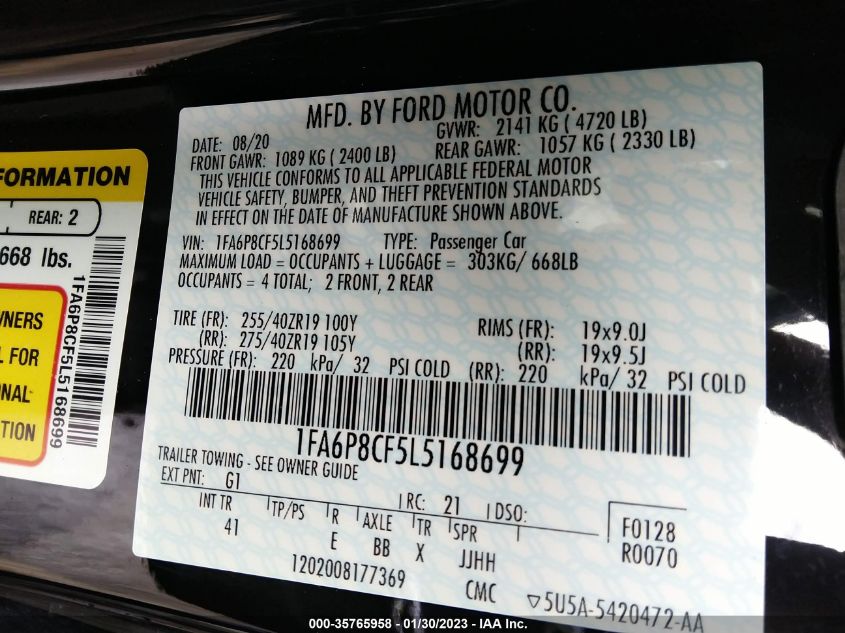 FORMATION
REAR: 2
668 lbs.
WNERS
L FOR
ONAL
1FA6P8CF5L5168699
MFD. BY FORD MOTOR CO.
DATE: 08/20 GVWR: 2141 KG ( 4720 LB)
FRONT GAWR: 1089 KG ( 2400 LB) REAR GAWR: 1057 KG ( 2330 LB)
THIS VEHICLE CONFORMS TO ALL APPLICABLE FEDERAL MOTOR
VEHICLE SAFETY, BUMPER, AND THEFT PREVENTION STANDARDS
IN EFFECT ON THE DATE OF MANUFACTURE SHOWN ABOVE.
VIN: 1FA6P8CF5L5168699 TYPE: Passenger Car
MAXIMUM LOAD = OCCUPANTS + LUGGAGE = 303KG/ 668LB
OCCUPANTS = 4 TOTAL; 2 FRONT, 2 REAR
TIRE (FR): 255/40ZR19 100Y RIMS (FR): 19x9.0J
(RR): 275/40ZR19 105Y (RR): 19x9.5J
PRESSURE (FR): 220 kPa/ 32 PSI COLD (RR): 220 kPa/ 32 PSI COLD
1FA6P8CF5L5168699
TRAILER TOWING - SEE OWNER GUIDE
EXT PNT: G1 RC: 21 DSO:
INT TR TP/PS R AXLE TR SPR F0128
41 E BB X JJHH R0070
1202008177369 CMC ▽5U5A-5420472-AA
000-35765958 - 01/30/2023 - IAA Inc.